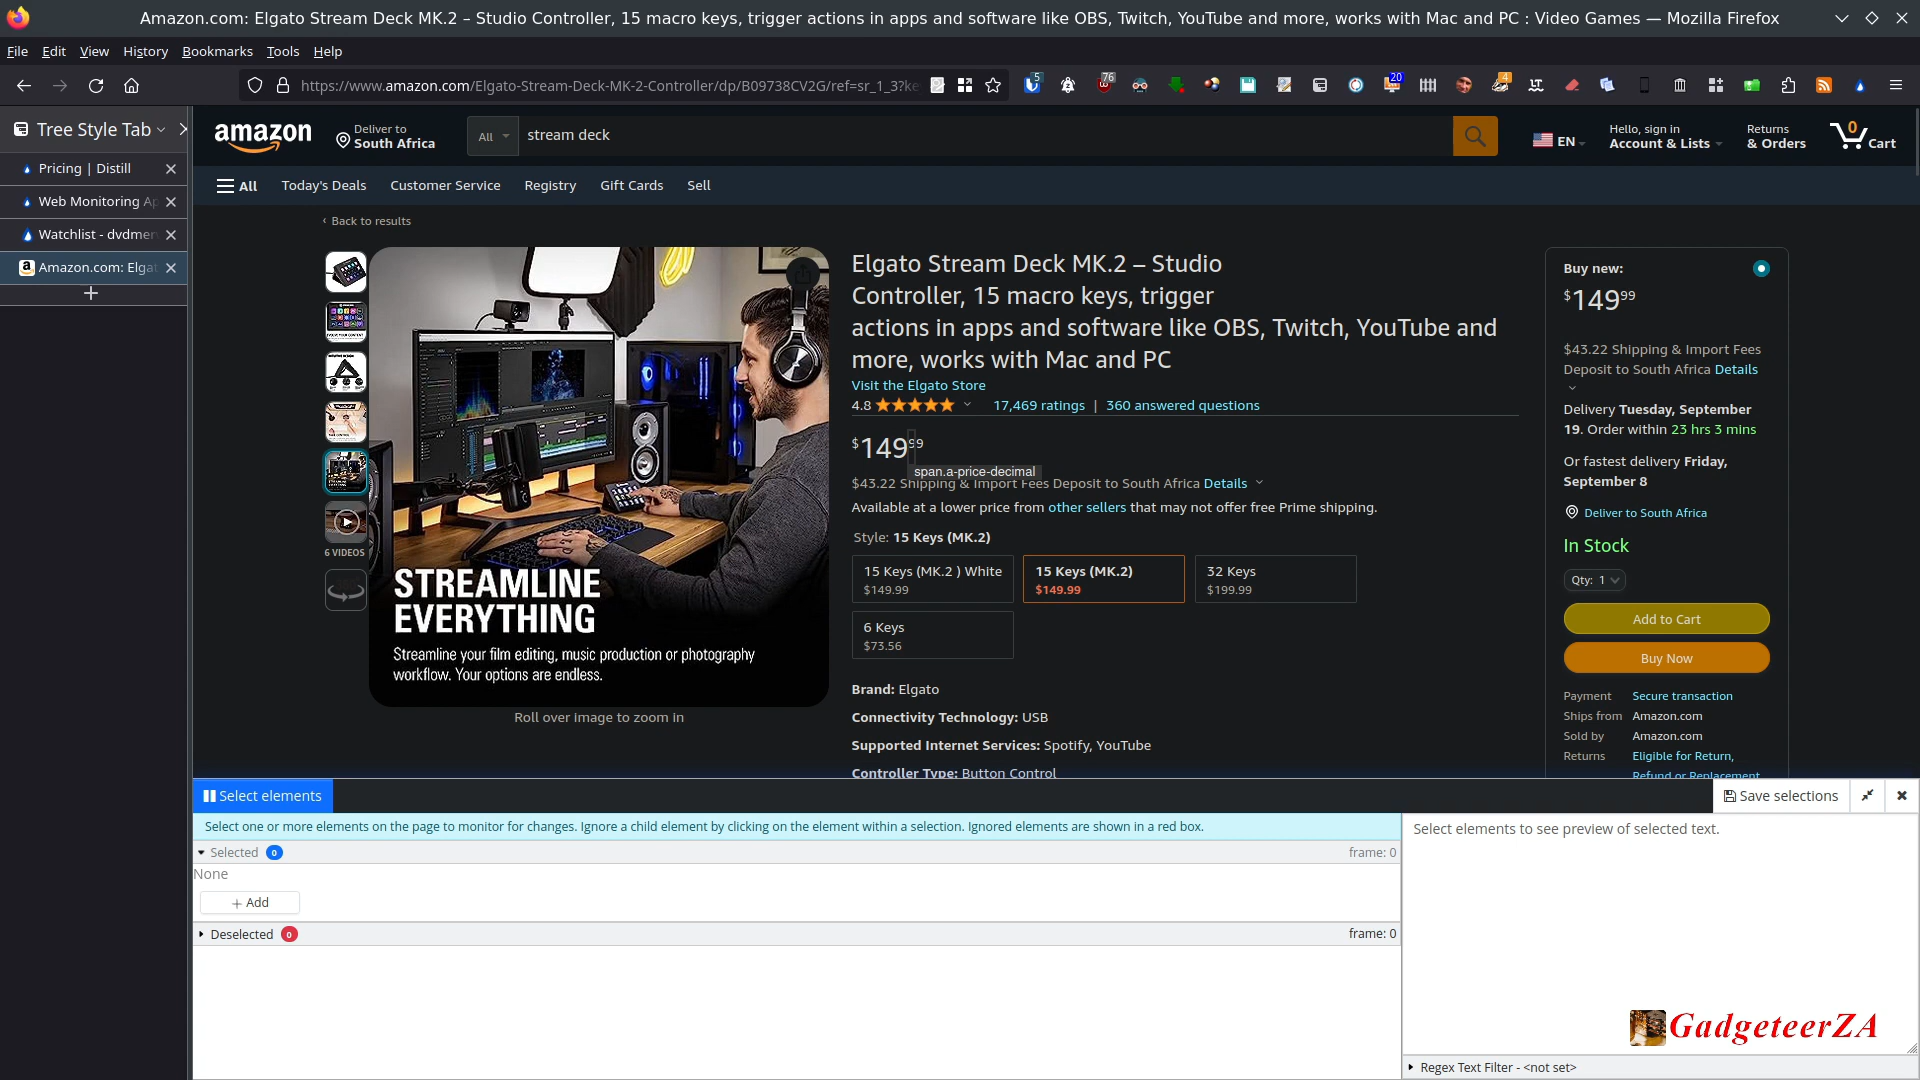 Amazon.com: Elgato Stream Deck MK.2 – Studio Controller, 15 macro keys, trigger actions in apps and software like OBS, Twitch, YouTube and more, works with Mac and PC : Video Games — Mozilla Firefox
File Edit View History Bookmarks Tools Help
https://www.amazon.com/Elgato-Stream-Deck-MK-2-Controller/dp/B09738CV2G/ref=sr_1_3?ke
5
76
20
4
Tree Style Tab
Pricing | Distill
Web Monitoring Ap
Watchlist - dvdmer
Amazon.com: Elgat
amazon
Deliver to
South Africa
All
stream deck
EN
Hello, sign in
Account & Lists
Returns
& Orders
0
Cart
All Today's Deals Customer Service Registry Gift Cards Sell
‹ Back to results
6 VIDEOS
STREAMLINE
EVERYTHING
Streamline your film editing, music production or photography
workflow. Your options are endless.
Roll over image to zoom in
Elgato Stream Deck MK.2 – Studio
Controller, 15 macro keys, trigger
actions in apps and software like OBS, Twitch, YouTube and
more, works with Mac and PC
Visit the Elgato Store
4.8 17,469 ratings | 360 answered questions
$149 99
span.a-price-decimal
$43.22 Shipping & Import Fees Deposit to South Africa Details
Available at a lower price from other sellers that may not offer free Prime shipping.
Style: 15 Keys (MK.2)
15 Keys (MK.2 ) White
$149.99
15 Keys (MK.2)
$149.99
32 Keys
$199.99
6 Keys
$73.56
Brand: Elgato
Connectivity Technology: USB
Supported Internet Services: Spotify, YouTube
Controller Type: Button Control
Buy new:
$149 99
$43.22 Shipping & Import Fees
Deposit to South Africa Details
Delivery Tuesday, September
19. Order within 23 hrs 3 mins
Or fastest delivery Friday,
September 8
Deliver to South Africa
In Stock
Qty: 1
Add to Cart
Buy Now
Payment Secure transaction
Ships from Amazon.com
Sold by Amazon.com
Returns Eligible for Return,
Refund or Replacement
Select elements
Save selections
Select one or more elements on the page to monitor for changes. Ignore a child element by clicking on the element within a selection. Ignored elements are shown in a red box.
Selected 0 frame: 0
None
+ Add
Deselected 0 frame: 0
Select elements to see preview of selected text.
GadgeteerZA
Regex Text Filter - <not set>